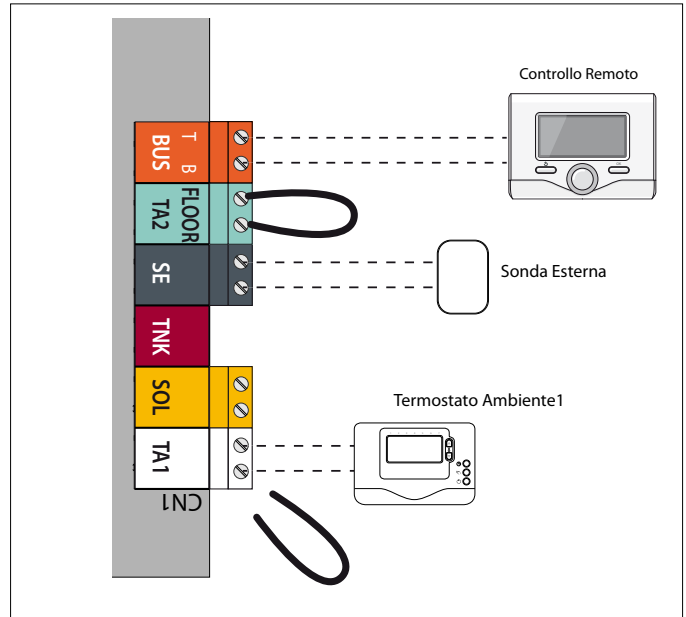 Controllo Remoto
BUS
T B
FLOOR
TA2
SE
Sonda Esterna
TNK
SOL
Termostato Ambiente1
TA1
CN1